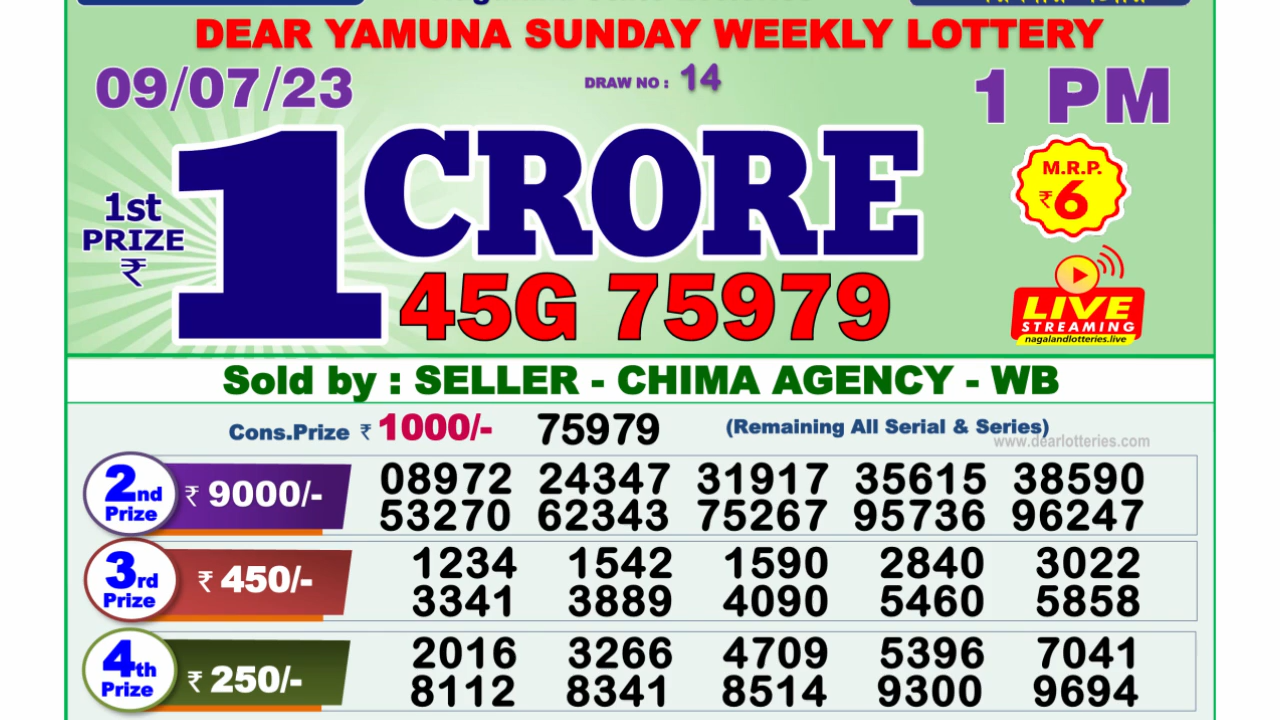 DEAR YAMUNA SUNDAY WEEKLY LOTTERY
09/07/23 DRAW NO : 14 1 PM
1st PRIZE ₹ 1 CRORE
M.R.P. ₹6
45G 75979
LIVE STREAMING
nagalandlotteries.live
Sold by : SELLER - CHIMA AGENCY - WB
Cons.Prize ₹ 1000/- 75979 (Remaining All Serial & Series)
www.dearlotteries.com
2nd Prize ₹ 9000/-
08972 24347 31917 35615 38590
53270 62343 75267 95736 96247
3rd Prize ₹ 450/-
1234 1542 1590 2840 3022
3341 3889 4090 5460 5858
4th Prize ₹ 250/-
2016 3266 4709 5396 7041
8112 8341 8514 9300 9694